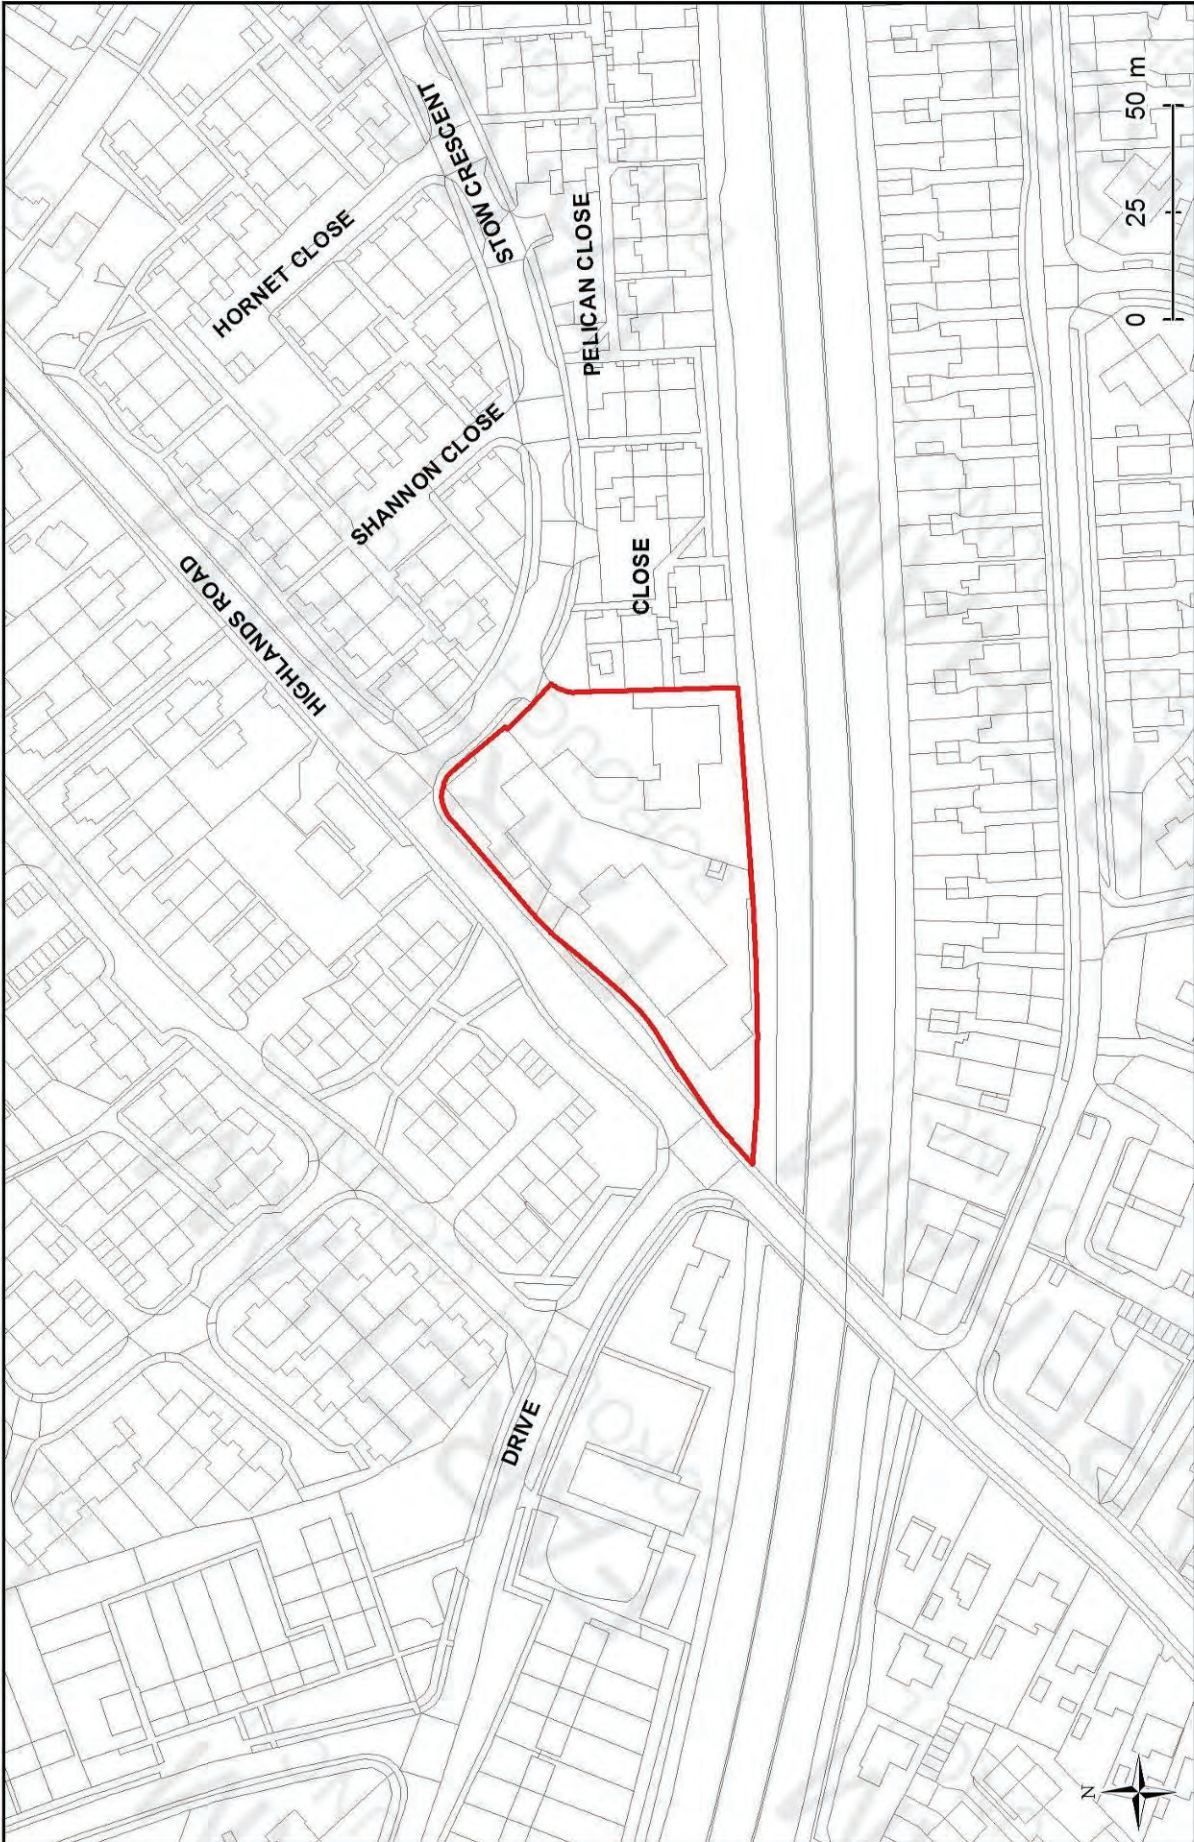 HORNET CLOSE
STOW CRESCENT
PELICAN CLOSE
SHANNON CLOSE
HIGHLANDS ROAD
CLOSE
DRIVE
0 25 50 m
N